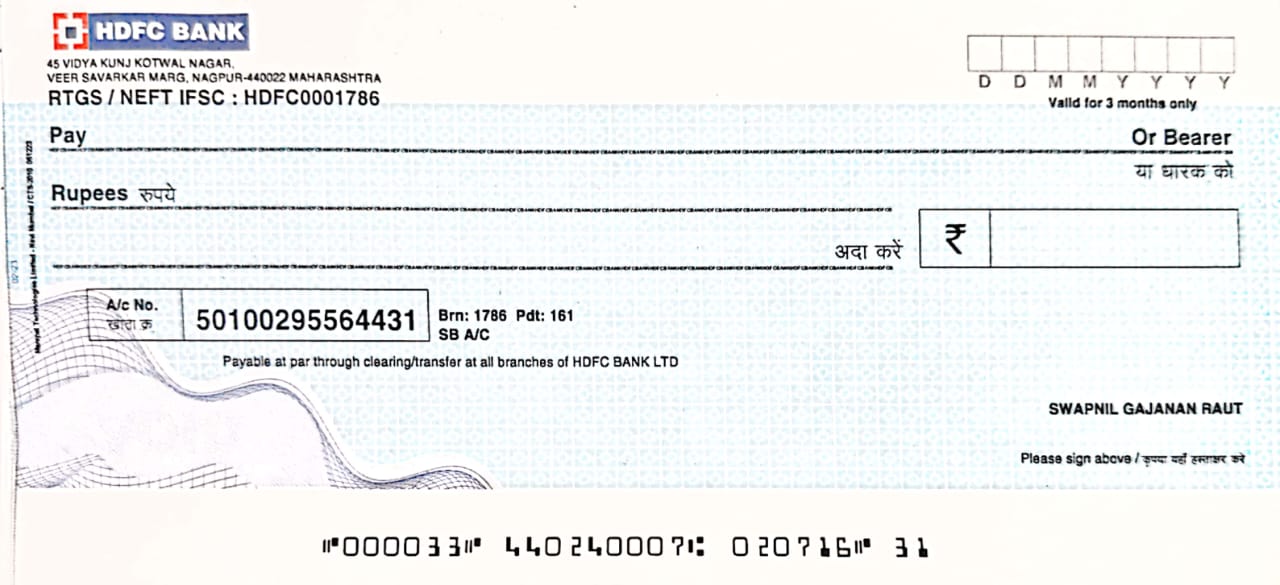 HDFC BANK
45 VIDYA KUNJ KOTWAL NAGAR,
VEER SAVARKAR MARG, NAGPUR-440022 MAHARASHTRA
RTGS / NEFT IFSC : HDFC0001786
D D M M Y Y Y Y
Valid for 3 months only
Pay Or Bearer
या धारक को
Rupees रुपये
अदा करें ₹
A/c No.
खाता क्र.
50100295564431
Brn: 1786 Pdt: 161
SB A/C
Payable at par through clearing/transfer at all branches of HDFC BANK LTD
SWAPNIL GAJANAN RAUT
Please sign above / कृपया यहाँ हस्ताक्षर करे
⑈000033⑈ 440240007⑆ 020716⑈ 31